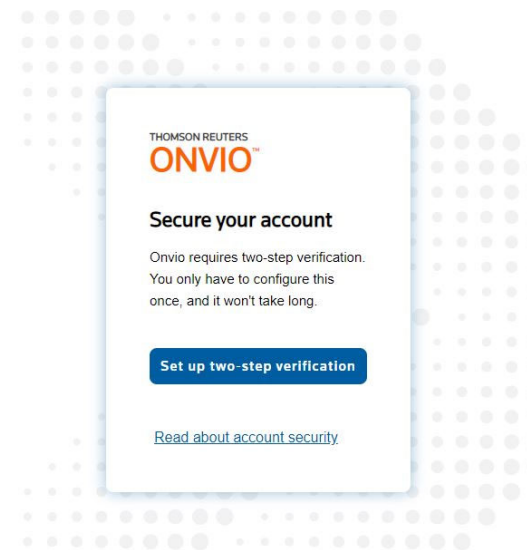 THOMSON REUTERS
ONVIO™
Secure your account
Onvio requires two-step verification.
You only have to configure this
once, and it won't take long.
Set up two-step verification
Read about account security